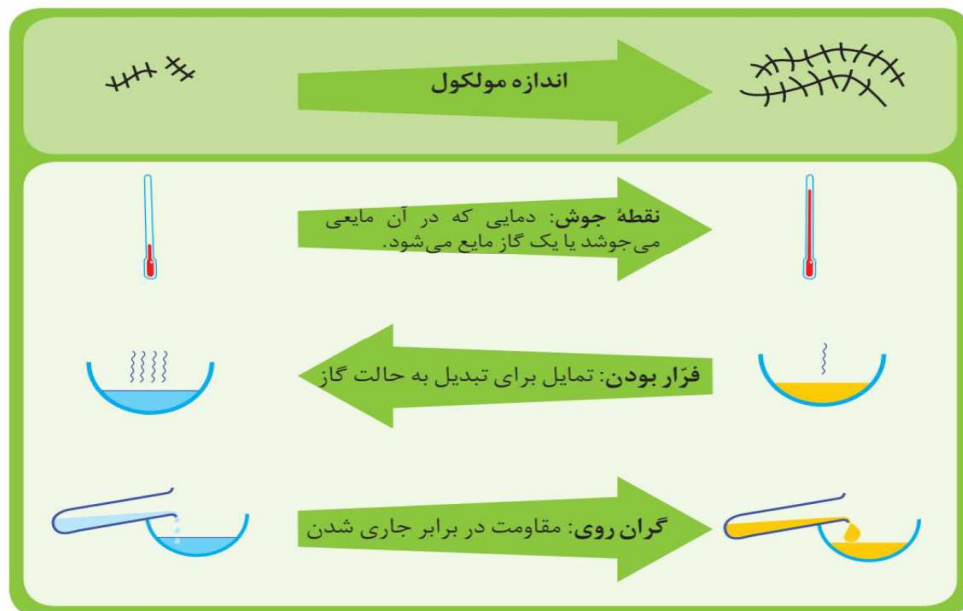 اندازه مولکول
نقطهٔ جوش: دمایی که در آن مایعی
می‌جوشد یا یک گاز مایع می‌شود.
فرّار بودن: تمایل برای تبدیل به حالت گاز
گران روی: مقاومت در برابر جاری شدن